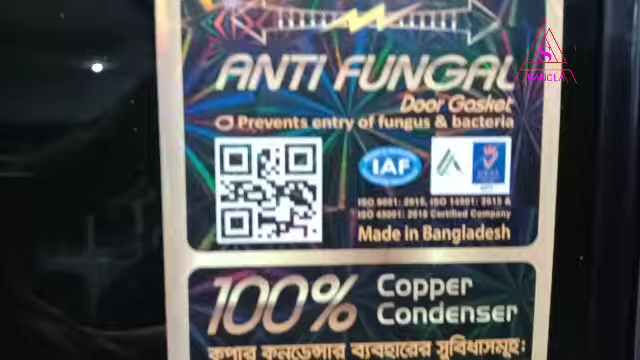 ANTI FUNGAL
Door Gasket
Prevents entry of fungus & bacteria
IAF
ISO 9001: 2015, ISO 14001: 2015 &
ISO 45001: 2018 Certified Company
Made in Bangladesh
100% Copper
Condenser
কপার কনডেন্সার ব্যবহারের সুবিধাসমূহ:
S
BANGLA